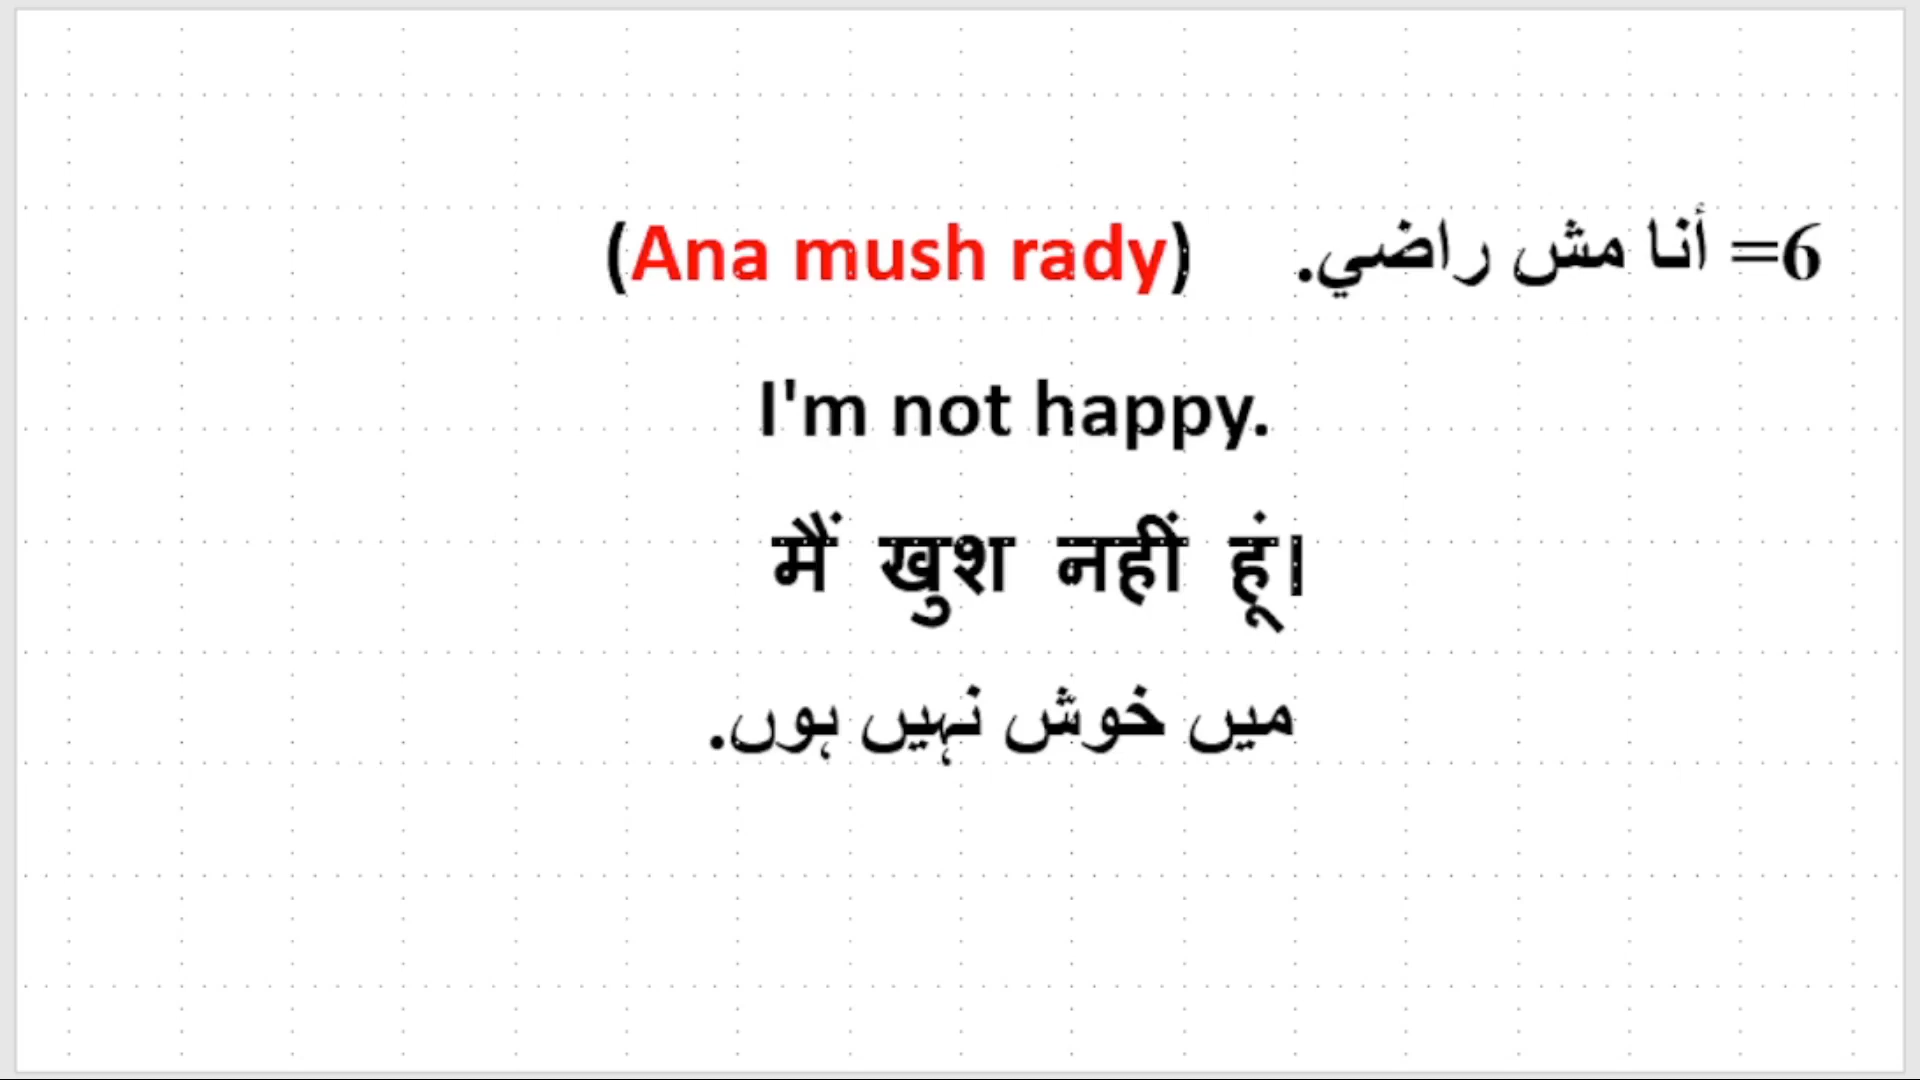 6= أنا مش راضي. (Ana mush rady)
I'm not happy.
मैं खुश नहीं हूं।
میں خوش نہیں ہوں.